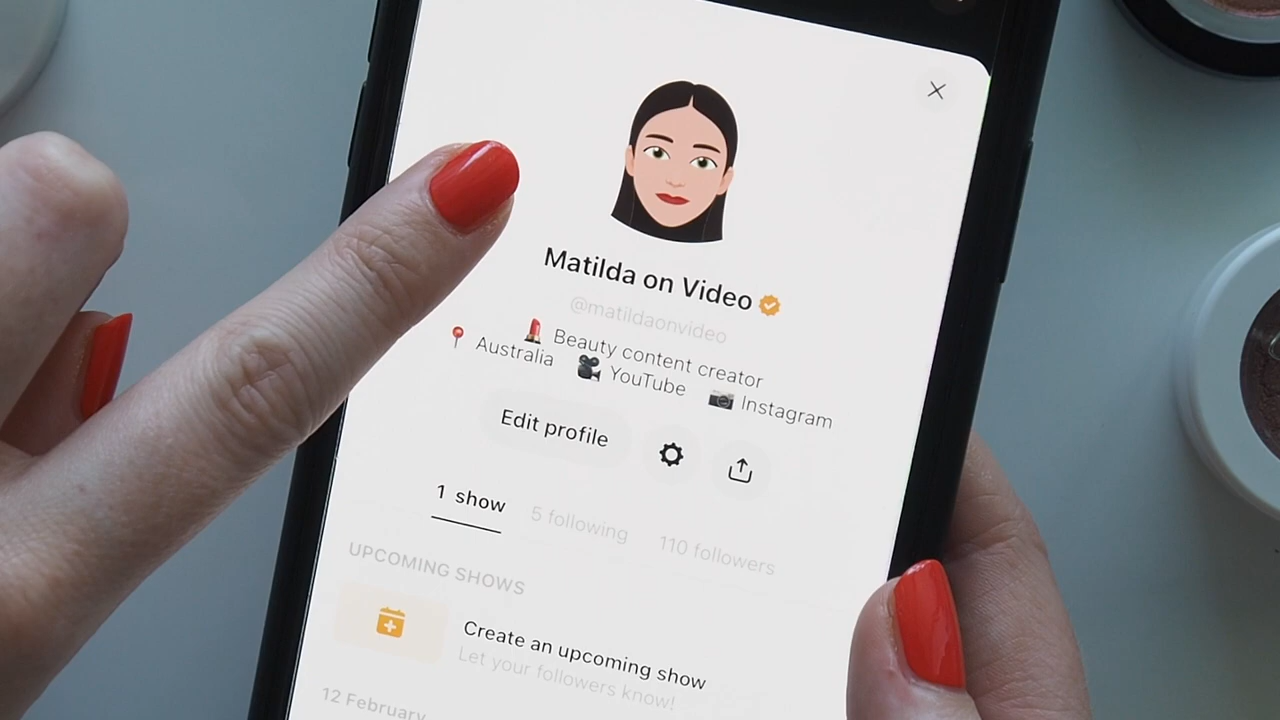 Matilda on Video
@matildaonvideo
Beauty content creator
Australia YouTube Instagram
Edit profile
1 show 5 following 110 followers
UPCOMING SHOWS
Create an upcoming show
Let your followers know!
12 February